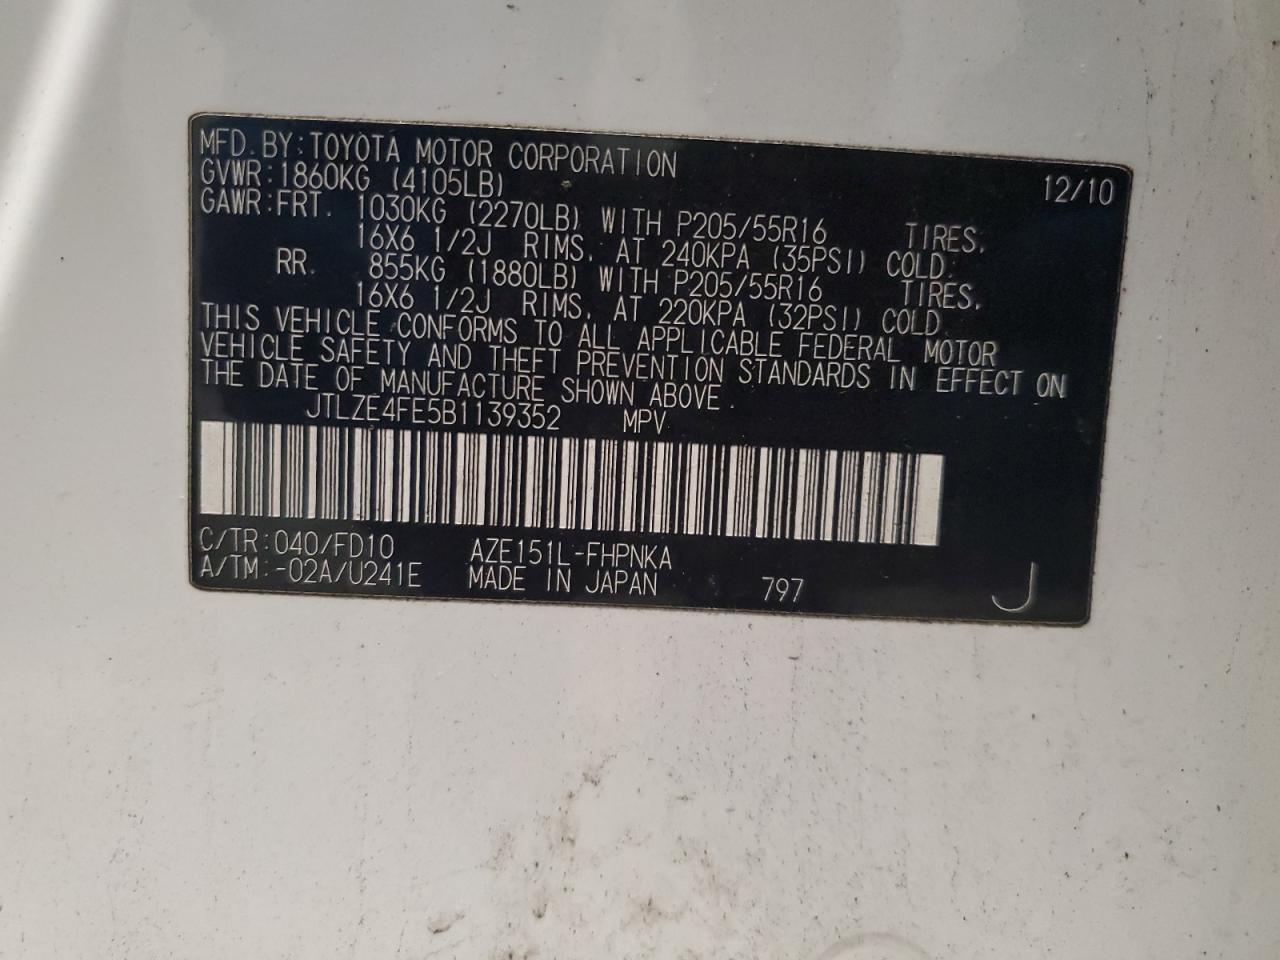 MFD. BY: TOYOTA MOTOR CORPORATION 12/10
GVWR: 1860KG (4105LB)
GAWR: FRT. 1030KG (2270LB) WITH P205/55R16 TIRES,
16X6 1/2J RIMS, AT 240KPA (35PSI) COLD.
RR. 855KG (1880LB) WITH P205/55R16 TIRES,
16X6 1/2J RIMS, AT 220KPA (32PSI) COLD.
THIS VEHICLE CONFORMS TO ALL APPLICABLE FEDERAL MOTOR
VEHICLE SAFETY AND THEFT PREVENTION STANDARDS IN EFFECT ON
THE DATE OF MANUFACTURE SHOWN ABOVE.
JTLZE4FE5B1139352 MPV
C/TR: 040/FD10 AZE151L-FHPNKA
A/TM: -02A/U241E MADE IN JAPAN 797 J